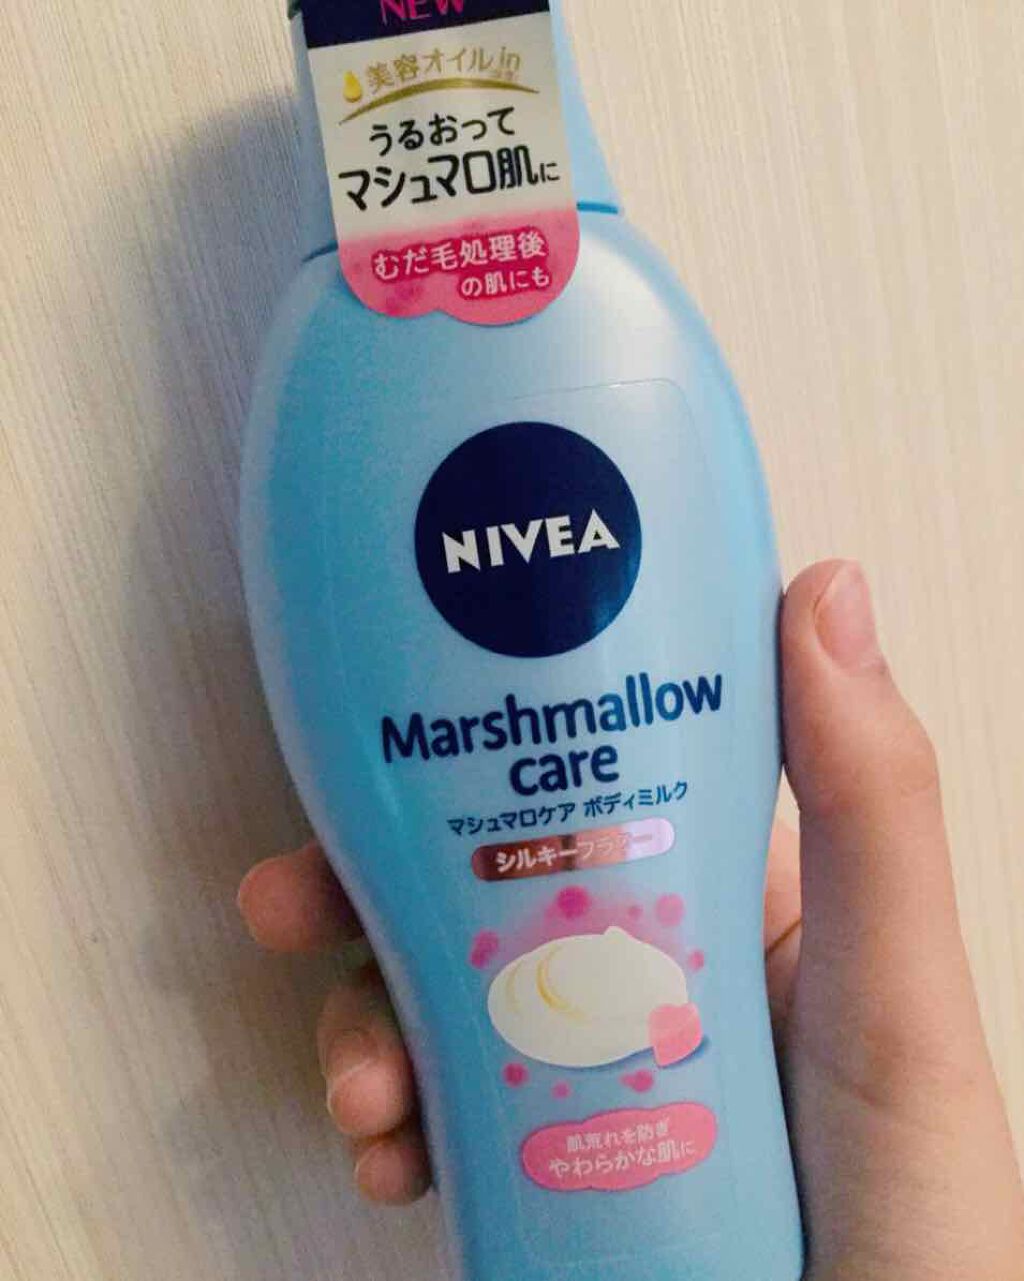 NEW
美容オイルin
うるおって
マシュマロ肌に
むだ毛処理後
の肌にも
NIVEA
Marshmallow
care
マシュマロケア ボディミルク
シルキーフラワー
肌荒れを防ぎ
やわらかな肌に